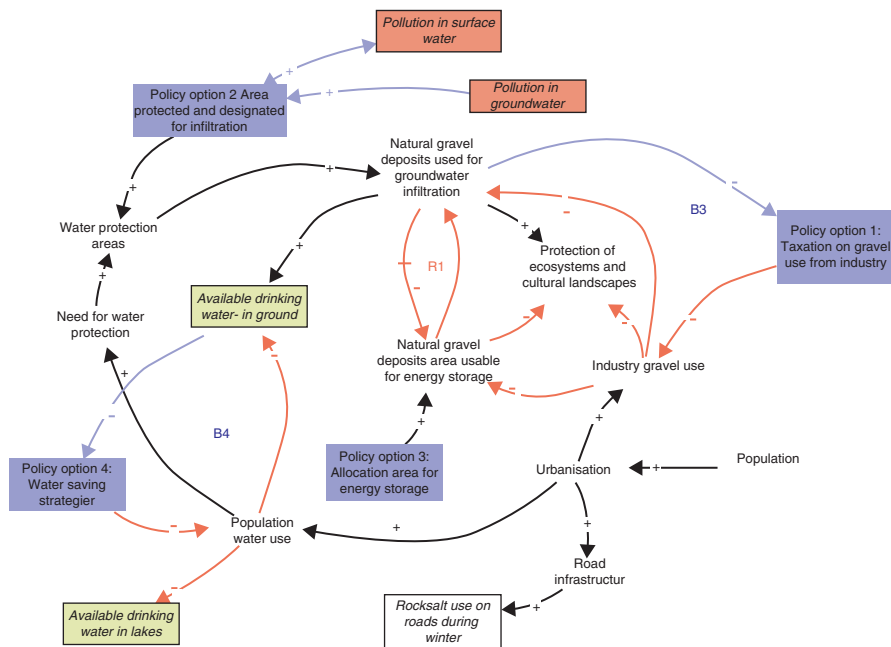 Pollution in surface
water
Policy option 2 Area
protected and designated
for infiltration
Pollution in
groundwater
Natural gravel
deposits used for
groundwater
infiltration
B3
Policy option 1:
Taxation on gravel
use from industry
Water protection
areas
Protection of
ecosystems and
cultural landscapes
R1
Available drinking
water- in ground
Need for water
protection
Natural gravel
deposits area usable
for energy storage
Industry gravel use
B4
Policy option 4:
Water saving
strategier
Policy option 3:
Allocation area for
energy storage
Urbanisation
Population
Population
water use
Road
infrastructur
Available drinking
water in lakes
Rocksalt use on
roads during
winter